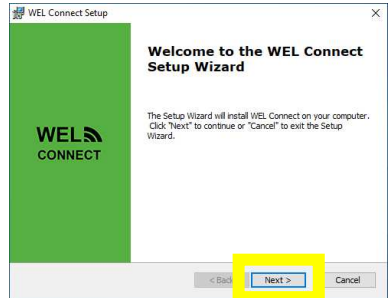 WEL Connect Setup
Welcome to the WEL Connect
Setup Wizard
The Setup Wizard will install WEL Connect on your computer.
Click "Next" to continue or "Cancel" to exit the Setup
Wizard.
WEL
CONNECT
< Back Next > Cancel